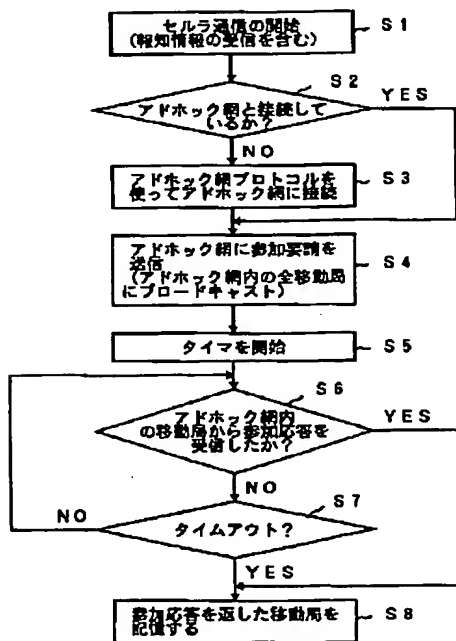 セルラ通信の開始
(報知情報の受信を含む)
S1
S2
アドホック網と接続して
いるか?
YES
NO
アドホック網プロトコルを
使ってアドホック網に接続
S3
アドホック網に参加要請を
送信
(アドホック網内の全移動局
にブロードキャスト)
S4
タイマを開始
S5
S6
アドホック網内
の移動局から参加応答を
受信したか?
YES
NO
S7
タイムアウト?
NO
YES
参加応答を返した移動局を
記憶する
S8